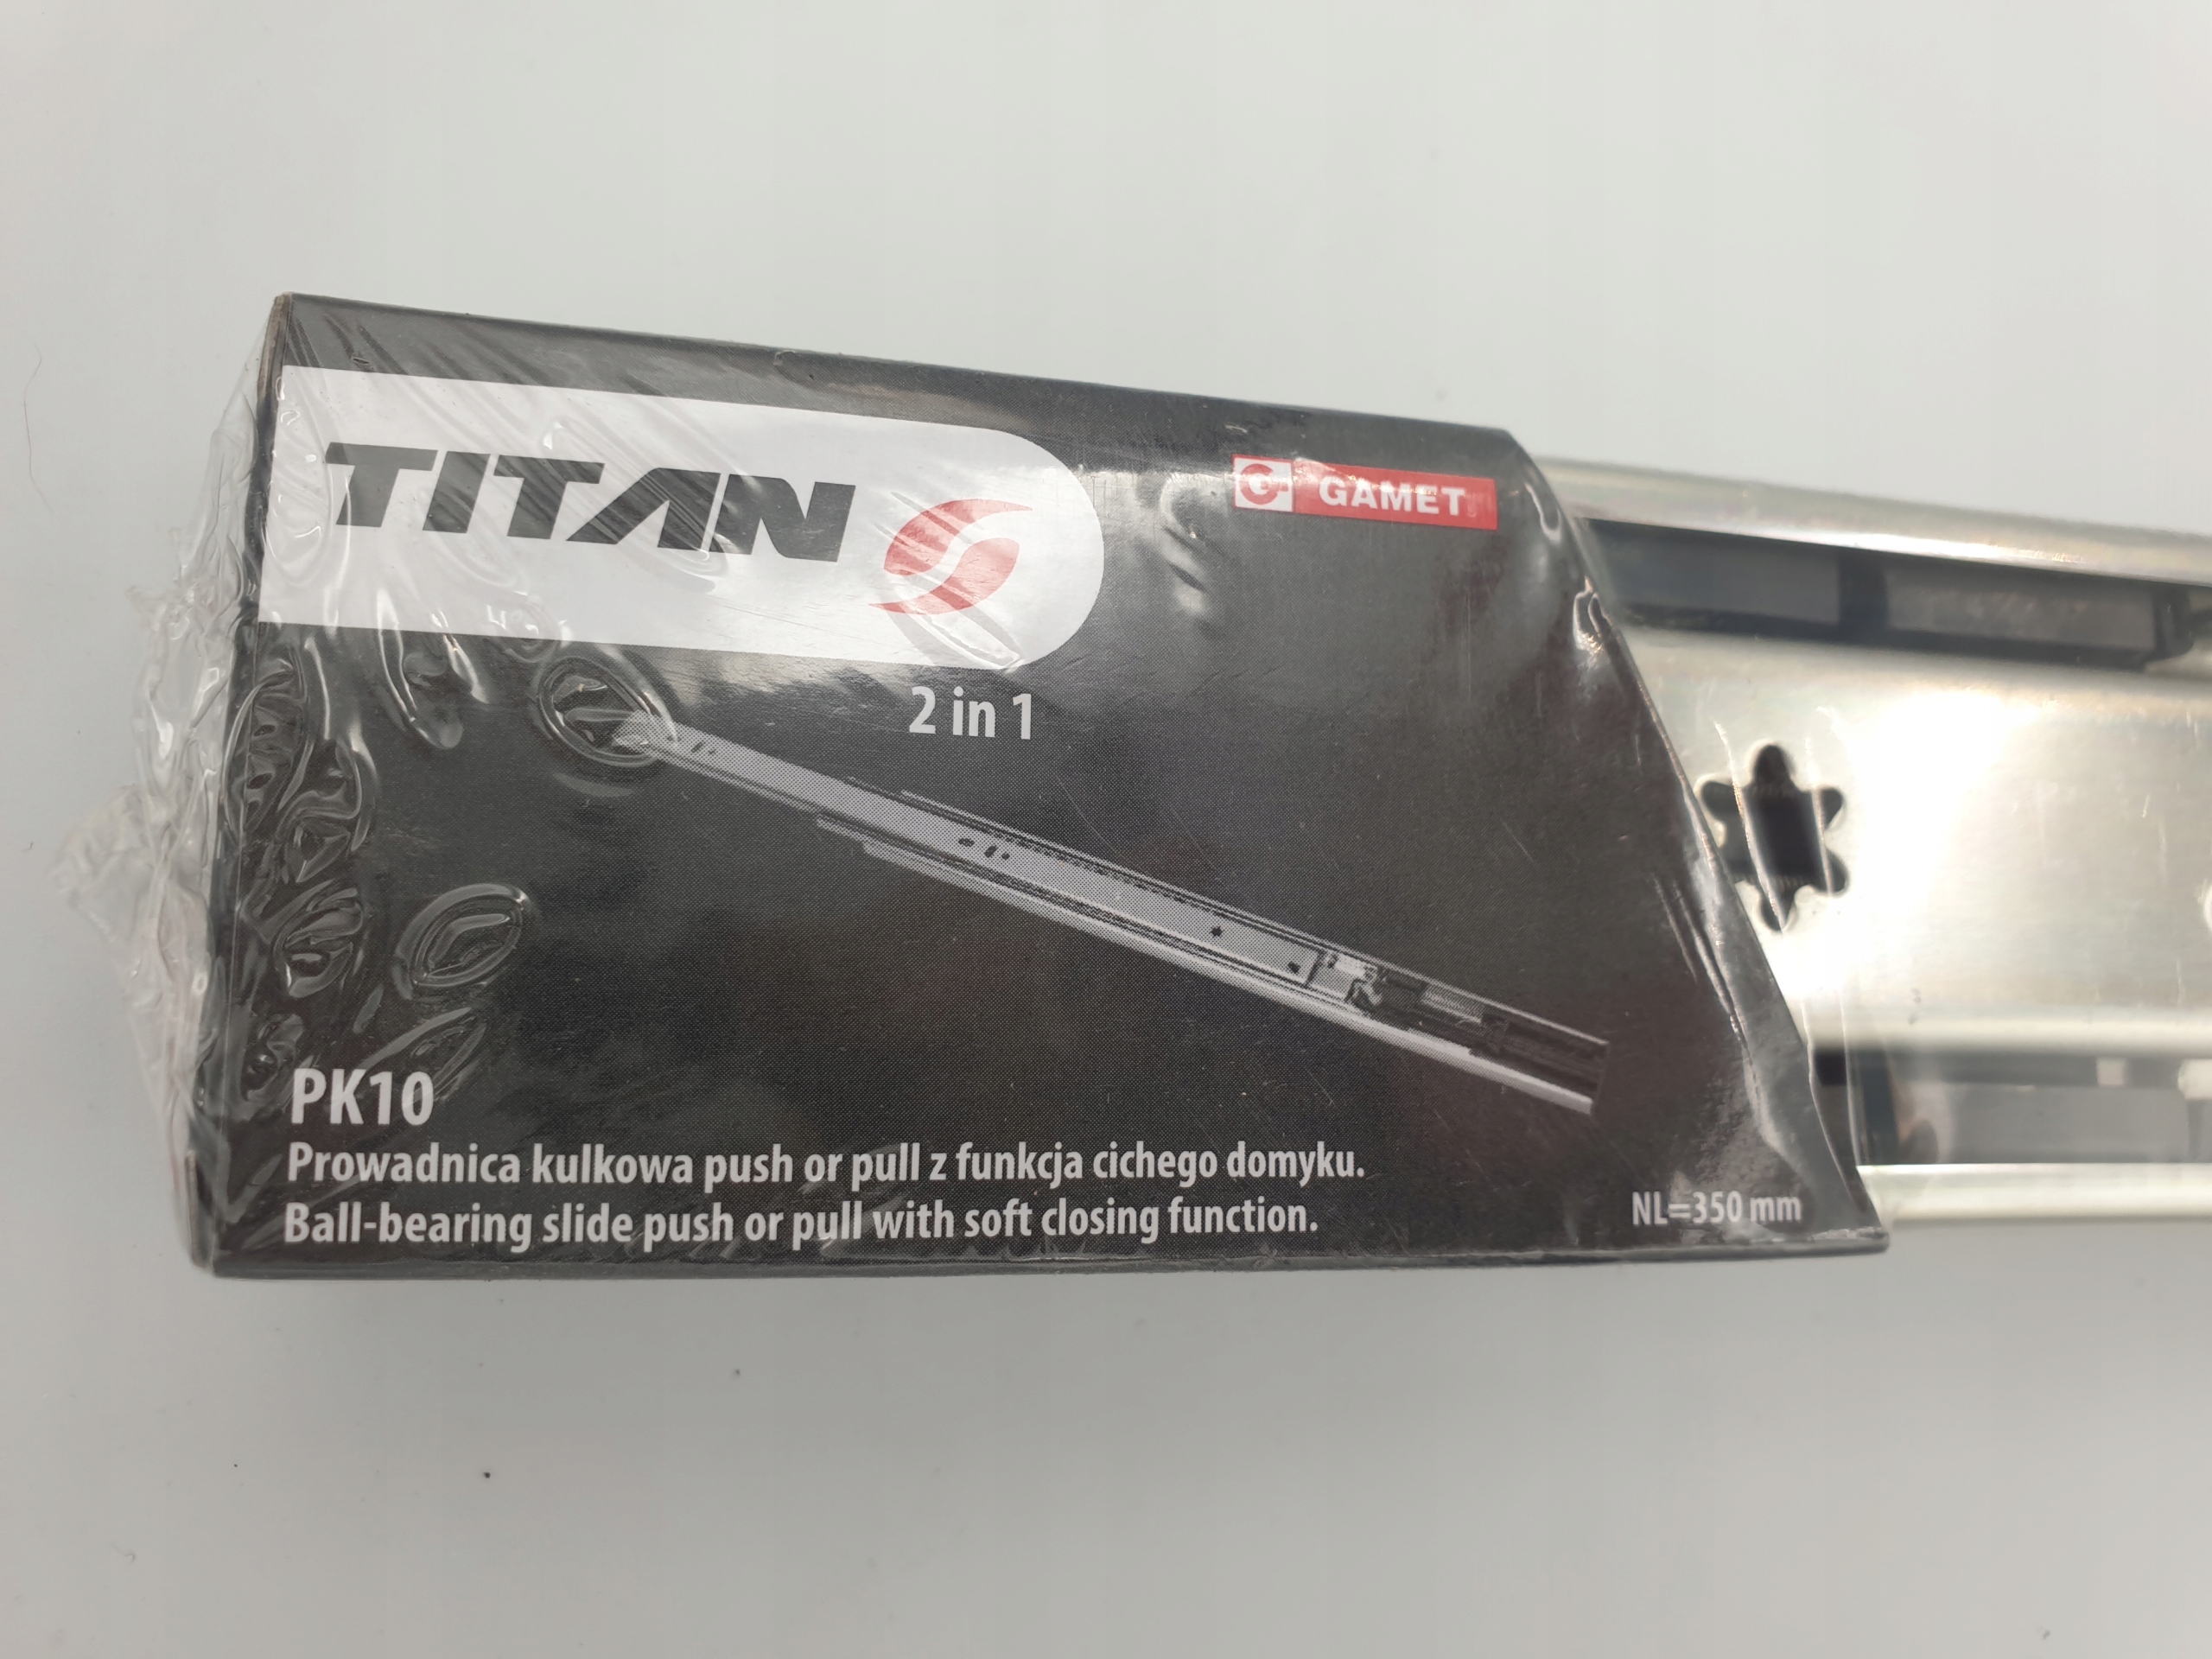 TITAN
GAMET
2 in 1
PK10
Prowadnica kulkowa push or pull z funkcja cichego domyku.
Ball-bearing slide push or pull with soft closing function.
NL=350 mm